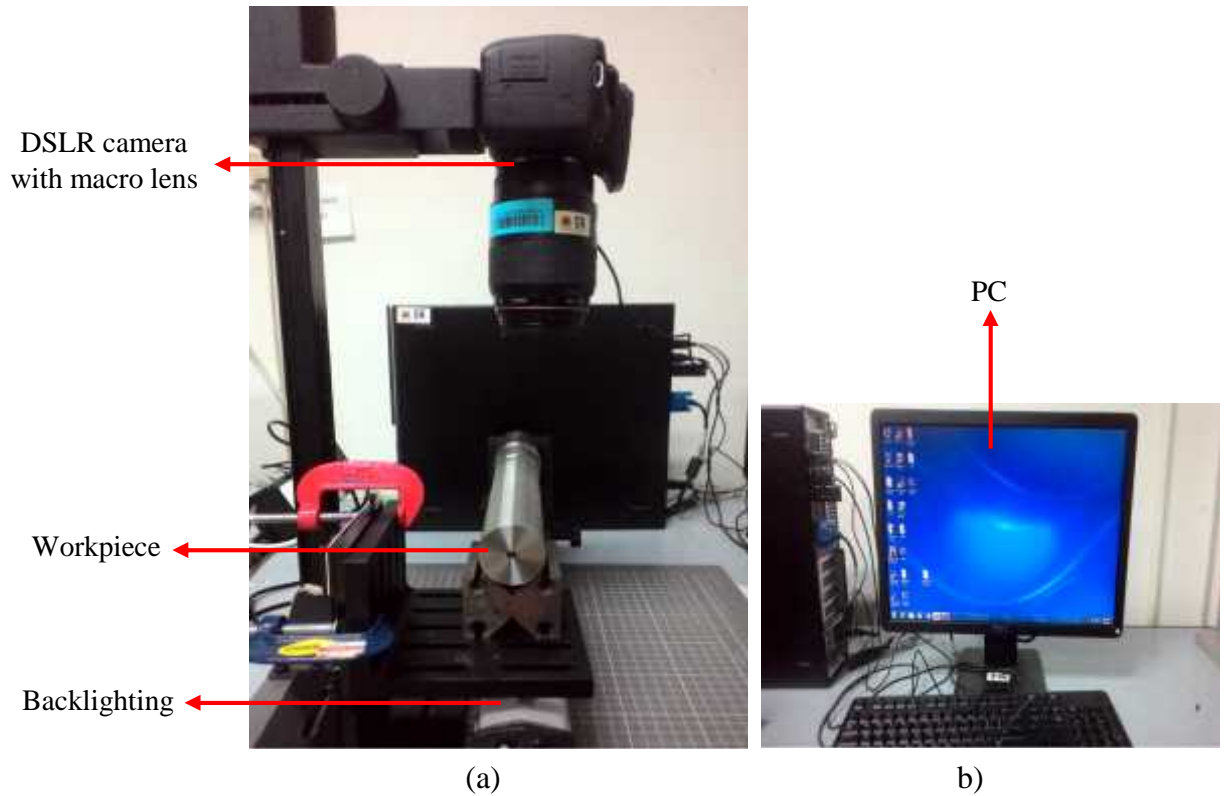 DSLR camera
with macro lens
PC
Workpiece
Backlighting
(a)
b)